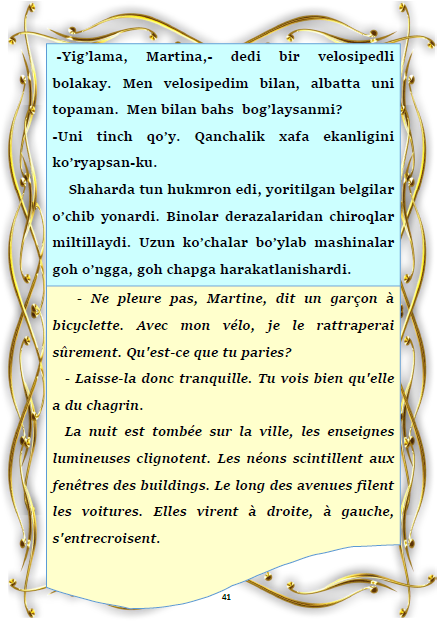 -Yig’lama, Martina,- dedi bir velosipedli
bolakay. Men velosipedim bilan, albatta uni
topaman. Men bilan bahs bog’laysanmi?
-Uni tinch qo’y. Qanchalik xafa ekanligini
ko’ryapsan-ku.
Shaharda tun hukmron edi, yoritilgan belgilar
o’chib yonardi. Binolar derazalaridan chiroqlar
miltillaydi. Uzun ko’chalar bo’ylab mashinalar
goh o’ngga, goh chapga harakatlanishardi.
- Ne pleure pas, Martine, dit un garçon à
bicyclette. Avec mon vélo, je le rattraperai
sûrement. Qu'est-ce que tu paries?
- Laisse-la donc tranquille. Tu vois bien qu'elle
a du chagrin.
La nuit est tombée sur la ville, les enseignes
lumineuses clignotent. Les néons scintillent aux
fenêtres des buildings. Le long des avenues filent
les voitures. Elles virent à droite, à gauche,
s'entrecroisent.
41